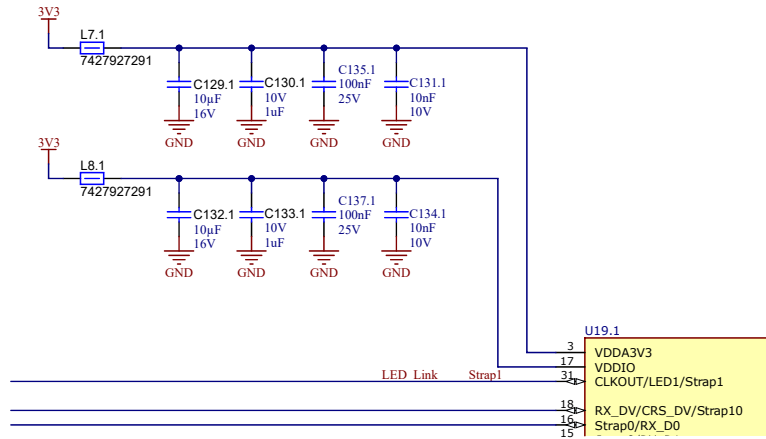 3V3
L7.1
7427927291
C129.1
10µF
16V
C130.1
10V
1uF
C135.1
100nF
25V
C131.1
10nF
10V
GND
GND
GND
GND
3V3
L8.1
7427927291
C132.1
10µF
16V
C133.1
10V
1uF
C137.1
100nF
25V
C134.1
10nF
10V
GND
GND
GND
GND
U19.1
3 VDDA3V3
17 VDDIO
LED_Link Strap1 31 CLKOUT/LED1/Strap1
18 RX_DV/CRS_DV/Strap10
16 Strap0/RX_D0
15